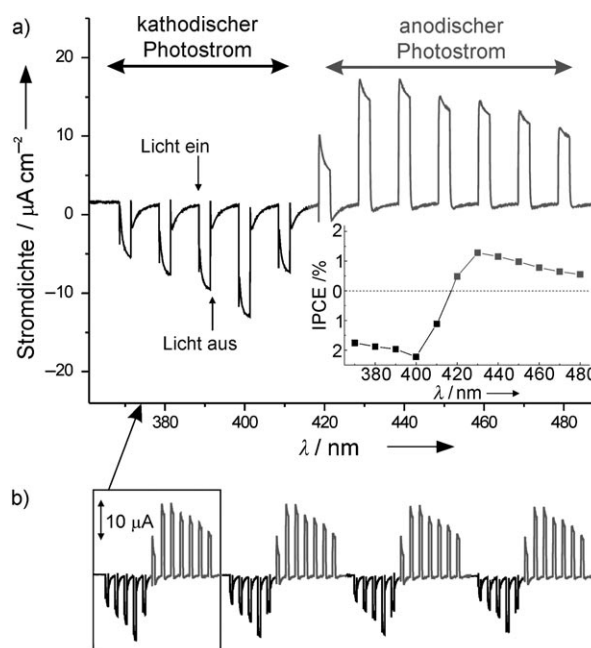 a)
kathodischer
Photostrom
anodischer
Photostrom
Stromdichte / µA cm⁻²
20
10
0
−10
−20
Licht ein
Licht aus
IPCE /%
2
1
0
1
2
380 400 420 440 460 480
λ / nm
380 400 420 440 460 480
λ / nm
b)
10 µA